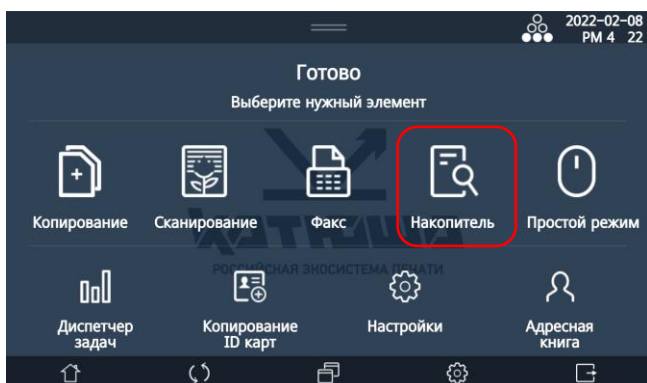 2022-02-08
PM 4 22
Готово
Выберите нужный элемент
Копирование Сканирование Факс Накопитель Простой режим
КАТЮША
РОССИЙСКАЯ ЭКОСИСТЕМА ПЕЧАТИ
Диспетчер задач Копирование ID карт Настройки Адресная книга